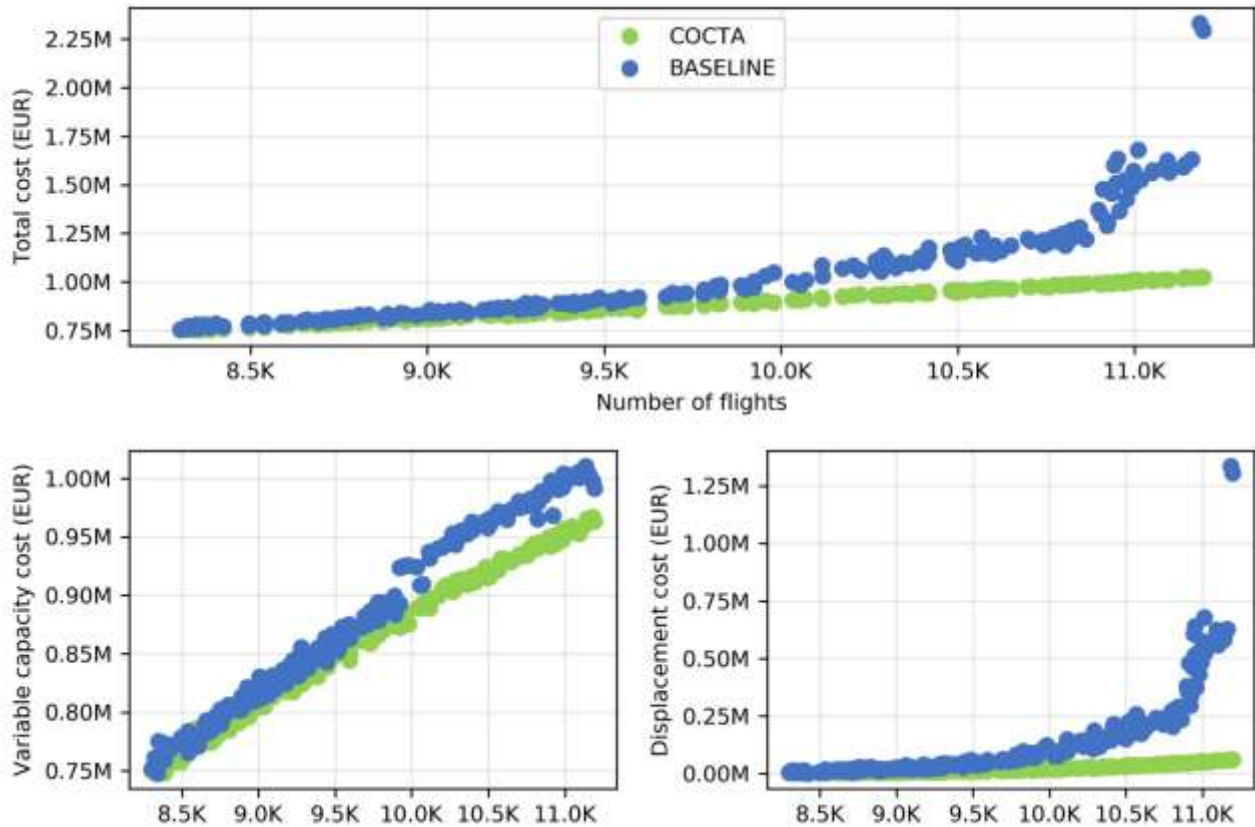 Total cost (EUR)
2.25M
2.00M
1.75M
1.50M
1.25M
1.00M
0.75M
COCTA
BASELINE
8.5K 9.0K 9.5K 10.0K 10.5K 11.0K
Number of flights
Variable capacity cost (EUR)
1.00M
0.95M
0.90M
0.85M
0.80M
0.75M
8.5K 9.0K 9.5K 10.0K 10.5K 11.0K
Displacement cost (EUR)
1.25M
1.00M
0.75M
0.50M
0.25M
0.00M
8.5K 9.0K 9.5K 10.0K 10.5K 11.0K